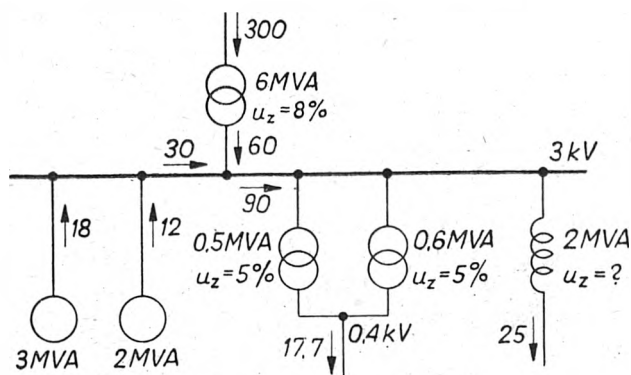 300
6MVA
u_z=8%
30
60
3kV
90
18
12
0,5MVA
u_z=5%
0,6MVA
u_z=5%
2MVA
u_z=?
3MVA
2MVA
17,7
0,4kV
25